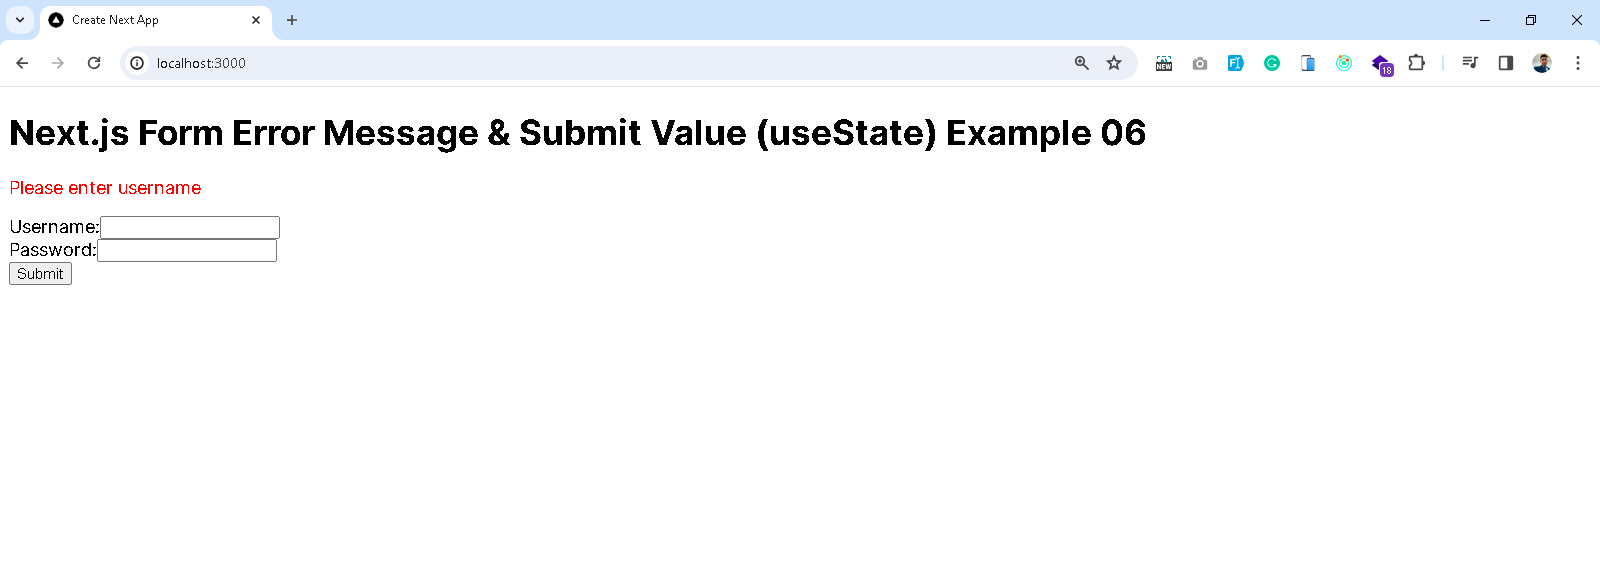 Create Next App
localhost:3000
NEW
18
Next.js Form Error Message & Submit Value (useState) Example 06
Please enter username
Username:
Password:
Submit